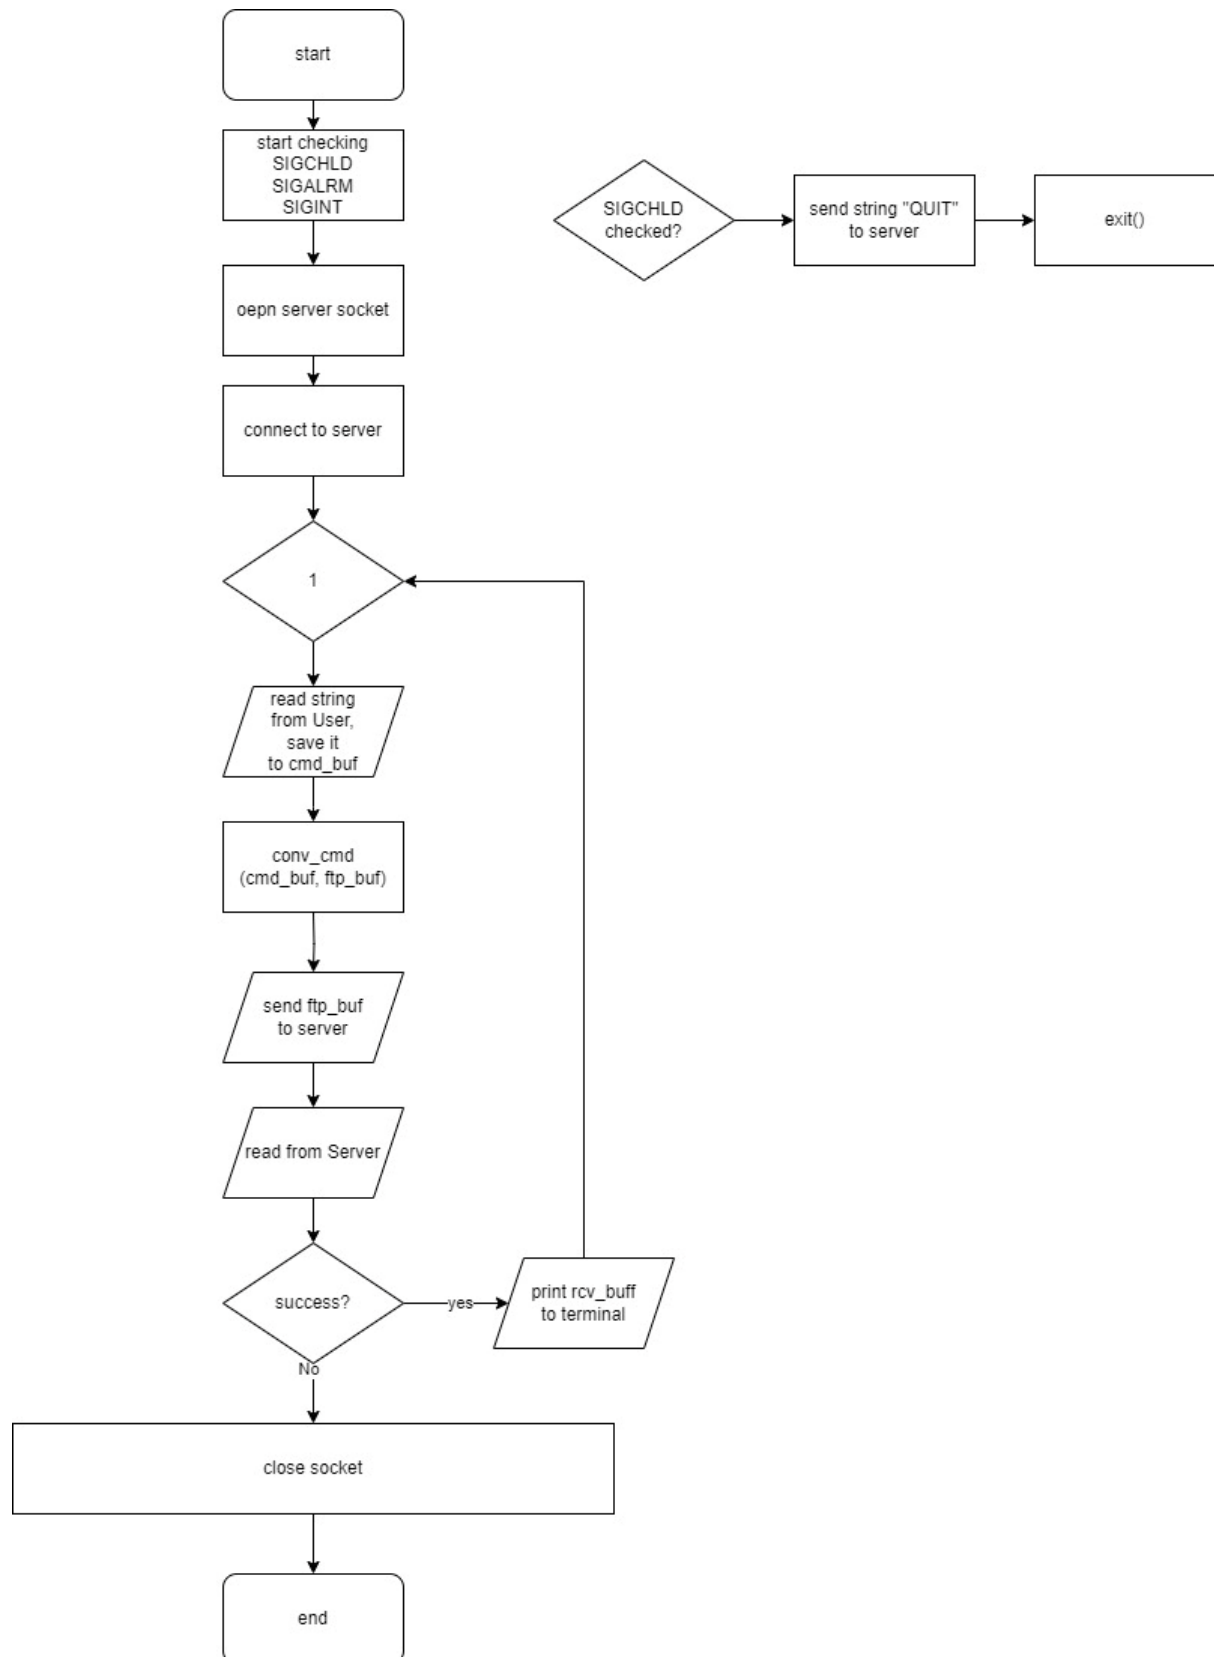 start
start checking
SIGCHLD
SIGALRM
SIGINT
SIGCHLD
checked?
send string "QUIT"
to server
exit()
oepn server socket
connect to server
1
read string
from User,
save it
to cmd_buf
conv_cmd
(cmd_buf, ftp_buf)
send ftp_buf
to server
read from Server
success?
yes
print rcv_buff
to terminal
No
close socket
end